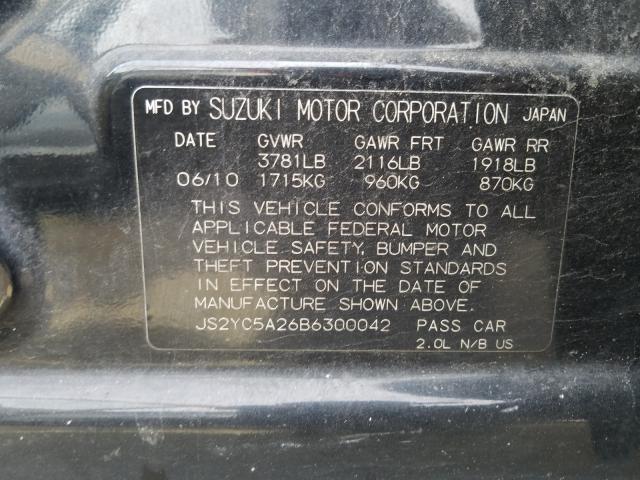 MFD BY SUZUKI MOTOR CORPORATION JAPAN
DATE GVWR GAWR FRT GAWR RR
3781LB 2116LB 1918LB
06/10 1715KG 960KG 870KG
THIS VEHICLE CONFORMS TO ALL
APPLICABLE FEDERAL MOTOR
VEHICLE SAFETY, BUMPER AND
THEFT PREVENTION STANDARDS
IN EFFECT ON THE DATE OF
MANUFACTURE SHOWN ABOVE.
JS2YC5A26B6300042 PASS CAR
2.0L N/B US